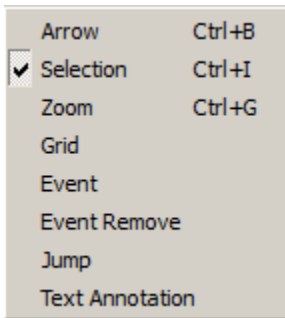 Arrow Ctrl+B
Selection Ctrl+I
Zoom Ctrl+G
Grid
Event
Event Remove
Jump
Text Annotation